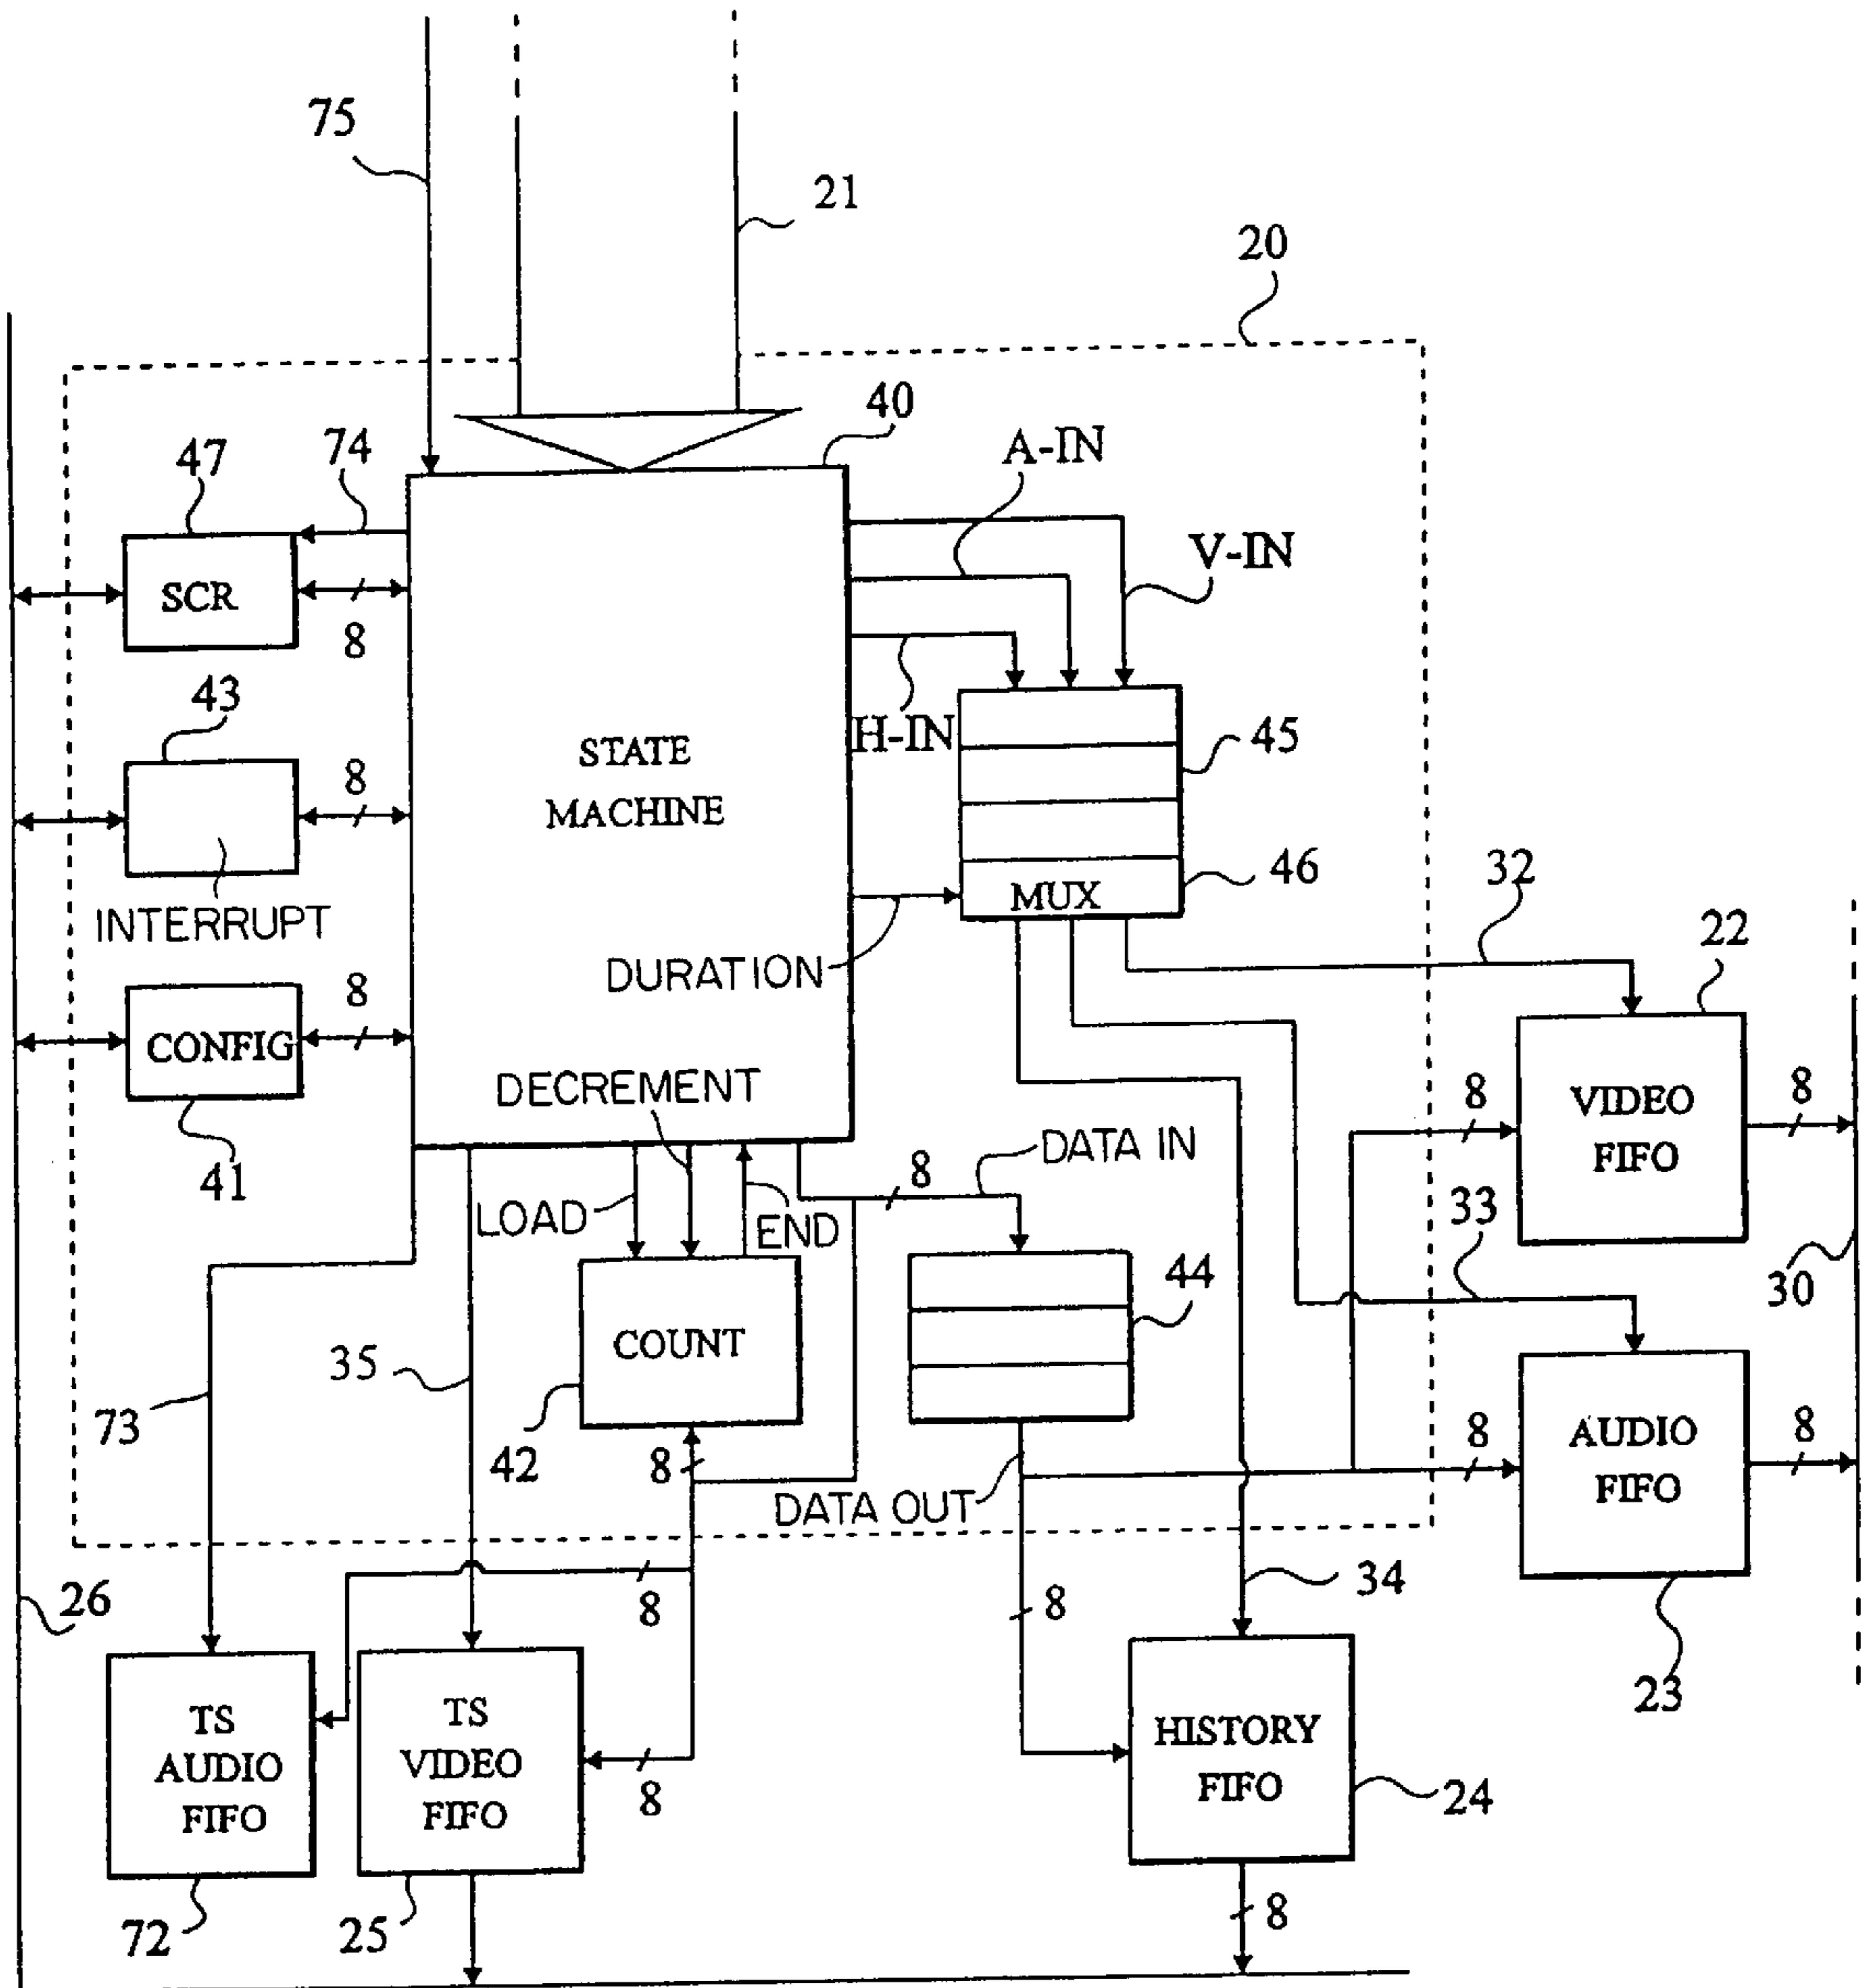 75
21
20
40
74
47
A-IN
V-IN
SCR
8
43
H-IN
45
STATE
MACHINE
8
INTERRUPT
46
MUX
32
DURATION
22
8
CONFIG
DECREMENT
8
VIDEO
FIFO
8
41
DATA IN
8
LOAD
END
33
30
44
35
COUNT
73
42
8
8
AUDIO
FIFO
8
DATA OUT
26
8
8
34
23
TS
AUDIO
FIFO
TS
VIDEO
FIFO
8
HISTORY
FIFO
24
72
25
8